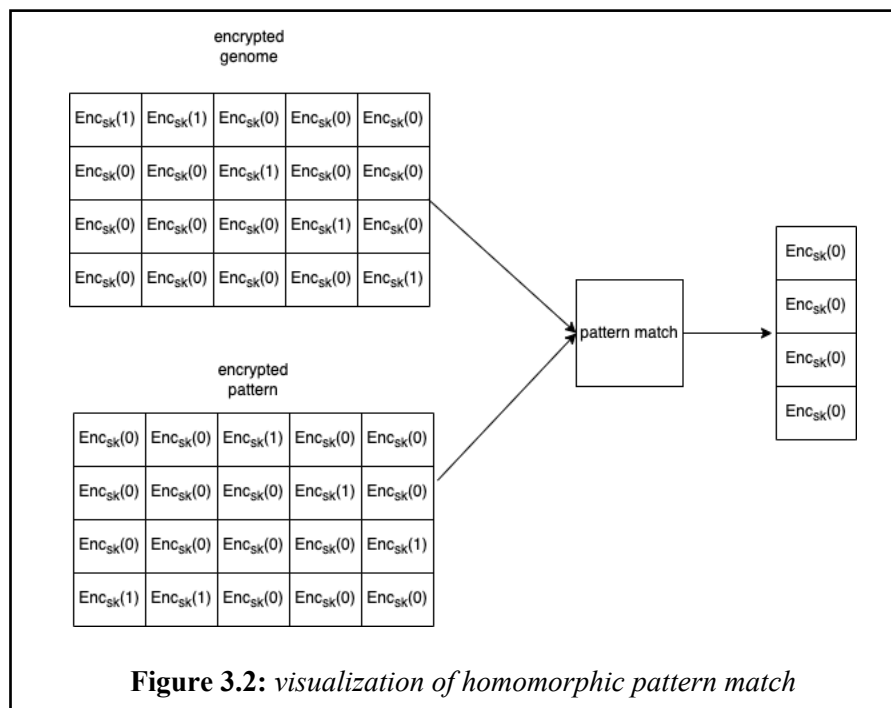 encrypted
genome
Enc_sk(1) Enc_sk(1) Enc_sk(0) Enc_sk(0) Enc_sk(0)
Enc_sk(0) Enc_sk(0) Enc_sk(1) Enc_sk(0) Enc_sk(0)
Enc_sk(0) Enc_sk(0) Enc_sk(0) Enc_sk(1) Enc_sk(0)
Enc_sk(0) Enc_sk(0) Enc_sk(0) Enc_sk(0) Enc_sk(1)
encrypted
pattern
Enc_sk(0) Enc_sk(0) Enc_sk(1) Enc_sk(0) Enc_sk(0)
Enc_sk(0) Enc_sk(0) Enc_sk(0) Enc_sk(1) Enc_sk(0)
Enc_sk(0) Enc_sk(0) Enc_sk(0) Enc_sk(0) Enc_sk(1)
Enc_sk(1) Enc_sk(1) Enc_sk(0) Enc_sk(0) Enc_sk(0)
pattern match
Enc_sk(0)
Enc_sk(0)
Enc_sk(0)
Enc_sk(0)
Figure 3.2: visualization of homomorphic pattern match